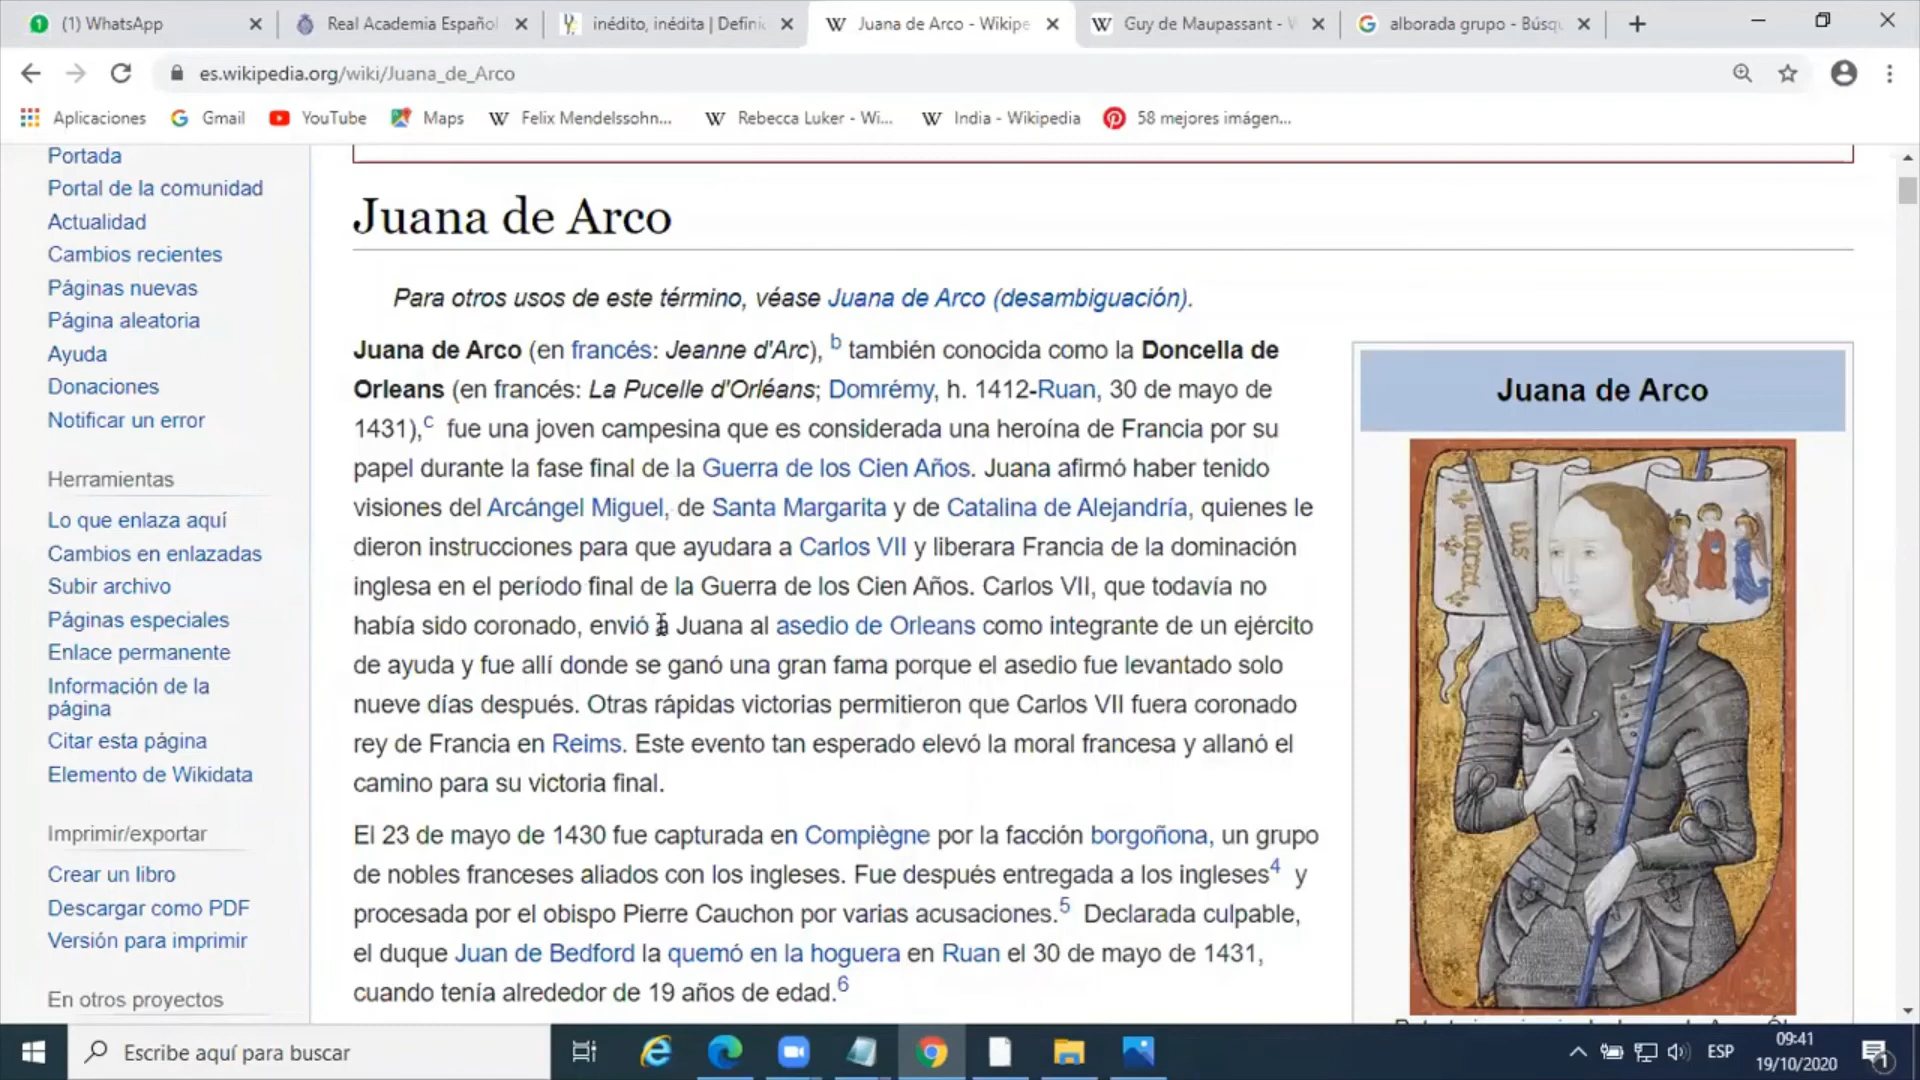 (1) WhatsApp
Real Academia Español
inédito, inédita | Defini
Juana de Arco - Wikipe
Guy de Maupassant - W
alborada grupo - Búsqu
es.wikipedia.org/wiki/Juana_de_Arco
Aplicaciones
Gmail
YouTube
Maps
Felix Mendelssohn...
Rebecca Luker - Wi...
India - Wikipedia
58 mejores imágen...
Portada
Portal de la comunidad
Actualidad
Cambios recientes
Páginas nuevas
Página aleatoria
Ayuda
Donaciones
Notificar un error
Herramientas
Lo que enlaza aquí
Cambios en enlazadas
Subir archivo
Páginas especiales
Enlace permanente
Información de la
página
Citar esta página
Elemento de Wikidata
Imprimir/exportar
Crear un libro
Descargar como PDF
Versión para imprimir
En otros proyectos
Juana de Arco
Para otros usos de este término, véase Juana de Arco (desambiguación).
Juana de Arco (en francés: Jeanne d'Arc), b también conocida como la Doncella de
Orleans (en francés: La Pucelle d'Orléans; Domrémy, h. 1412-Ruan, 30 de mayo de
1431),c fue una joven campesina que es considerada una heroína de Francia por su
papel durante la fase final de la Guerra de los Cien Años. Juana afirmó haber tenido
visiones del Arcángel Miguel, de Santa Margarita y de Catalina de Alejandría, quienes le
dieron instrucciones para que ayudara a Carlos VII y liberara Francia de la dominación
inglesa en el período final de la Guerra de los Cien Años. Carlos VII, que todavía no
había sido coronado, envió a Juana al asedio de Orleans como integrante de un ejército
de ayuda y fue allí donde se ganó una gran fama porque el asedio fue levantado solo
nueve días después. Otras rápidas victorias permitieron que Carlos VII fuera coronado
rey de Francia en Reims. Este evento tan esperado elevó la moral francesa y allanó el
camino para su victoria final.
El 23 de mayo de 1430 fue capturada en Compiègne por la facción borgoñona, un grupo
de nobles franceses aliados con los ingleses. Fue después entregada a los ingleses4 y
procesada por el obispo Pierre Cauchon por varias acusaciones.5 Declarada culpable,
el duque Juan de Bedford la quemó en la hoguera en Ruan el 30 de mayo de 1431,
cuando tenía alrededor de 19 años de edad.6
Juana de Arco
Escribe aquí para buscar
ESP
09:41
19/10/2020
1